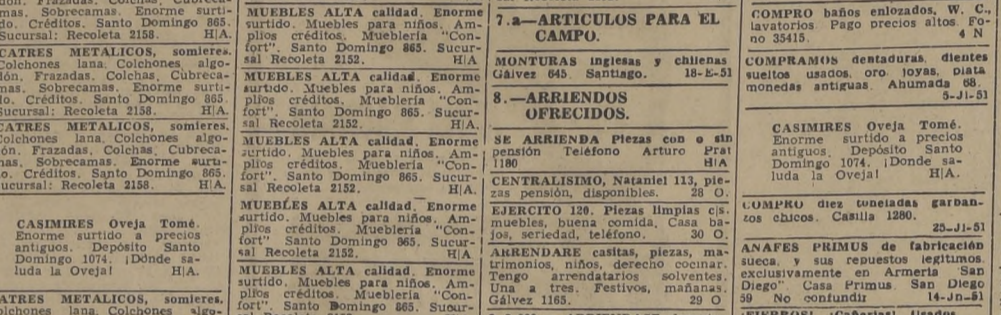 mas. Sobrecamas. Enorme surti-
do. Créditos. Santo Domingo 865.
Sucursal: Recoleta 2158. H|A.
CATRES METALICOS, somieres.
Colchones lana. Colchones algo-
dón. Frazadas. Colchas, Cubreca-
mas, Sobrecamas. Enorme surti-
do. Créditos. Santo Domingo 865.
Sucursal: Recoleta 2158. H|A.
CATRES METALICOS, somieres.
Colchones lana. Colchones algo-
dón. Frazadas, Colchas, Cubreca-
mas, Sobrecamas. Enorme surti-
do. Créditos. Santo Domingo 865.
Sucursal: Recoleta 2158. H|A.
CASIMIRES Oveja Tomé.
Enorme surtido a precios
antiguos. Depósito Santo
Domingo 1074. ¡Dónde sa-
luda la Oveja! H|A.
CATRES METALICOS, somieres.
Colchones lana. Colchones algo-
MUEBLES ALTA calidad. Enorme
surtido. Muebles para niños. Am-
plios créditos. Mueblería "Con-
fort". Santo Domingo 865. Sucur-
sal Recoleta 2152. H|A
MUEBLES ALTA calidad. Enorme
surtido. Muebles para niños. Am-
plios créditos. Mueblería "Con-
fort". Santo Domingo 865. Sucur-
sal Recoleta 2152. H|A.
MUEBLES ALTA calidad. Enorme
surtido. Muebles para niños. Am-
plios créditos. Mueblería "Con-
fort". Santo Domingo 865. Sucur-
sal Recoleta 2152. H|A.
MUEBLES ALTA calidad. Enorme
surtido. Muebles para niños. Am-
plios créditos. Mueblería "Con-
fort". Santo Domingo 865. Sucur-
sal Recoleta 2152. H|A.
MUEBLES ALTA calidad. Enorme
surtido. Muebles para niños. Am-
plios créditos. Mueblería "Con-
fort". Santo Domingo 865. Sucur-
sal Recoleta 2152. H|A.
7.a—ARTICULOS PARA EL
CAMPO.
MONTURAS inglesas y chilenas
Gálvez 645. Santiago. 18-E-51
8.—ARRIENDOS
OFRECIDOS.
SE ARRIENDA Piezas con o sin
pensión Teléfono Arturo Prat
1180 H|A
CENTRALISIMO, Nataniel 113, pie-
zas pensión, disponibles. 28 O.
EJERCITO 120. Piezas limpias c|s.
muebles, buena comida, Casa ba-
jos, seriedad, teléfono. 30 O.
ARRENDARE casitas, piezas, ma-
trimonios, niños, derecho cocinar.
Tengo arrendatarios solventes.
Una a tres. Festivos, mañanas.
Gálvez 1165. 29 O
COMPRO baños enlozados, W. C.,
lavatorios. Pago precios altos. Fo-
no 35415. 4 N
COMPRAMOS dentaduras, dientes
sueltos usados, oro, joyas, plata
monedas antiguas. Ahumada 68.
5-Jl-51
CASIMIRES Oveja Tomé.
Enorme surtido a precios
antiguos. Depósito Santo
Domingo 1074. ¡Donde sa-
luda la Oveja! H|A.
COMPRO diez toneladas garban-
zos chicos. Casilla 1280.
25-Jl-51
ANAFES PRIMUS de fabricación
sueca, y sus repuestos legítimos,
exclusivamente en Armería "San
Diego" Casa Primus. San Diego
59 No confundir 14-Jn-51